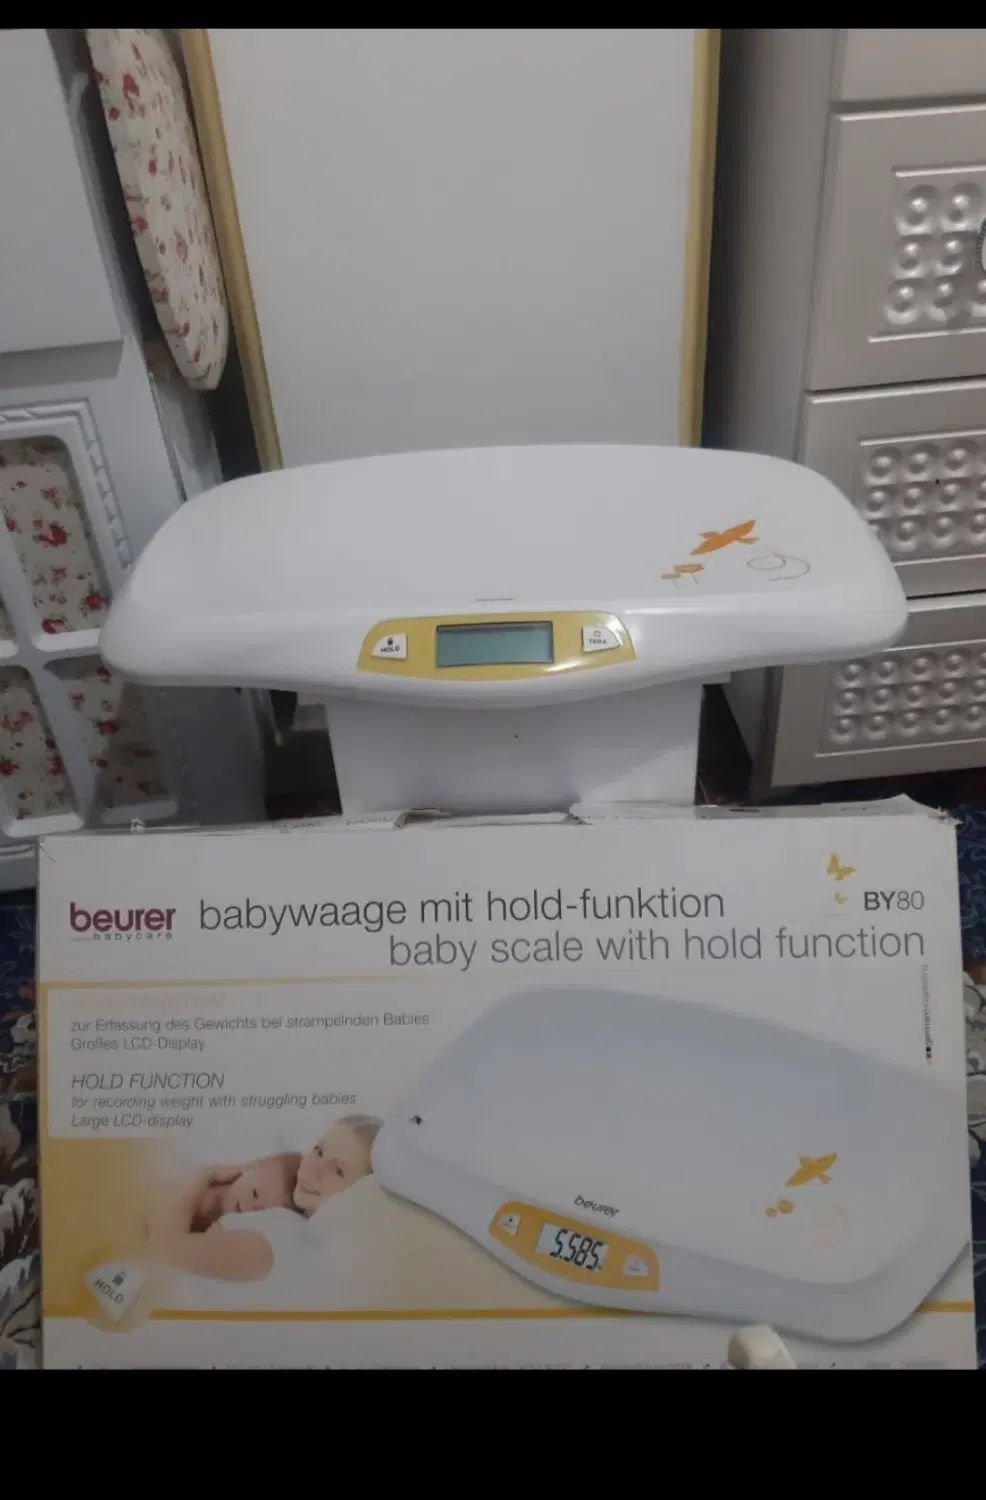 HOLD
TARA
beurer
babycare
babywaage mit hold-funktion
BY80
baby scale with hold function
zur Erfassung des Gewichts bei strampelnden Babies
Großes LCD-Display
HOLD FUNCTION
for recording weight with struggling babies
Large LCD-display
beurer
5.585
HOLD